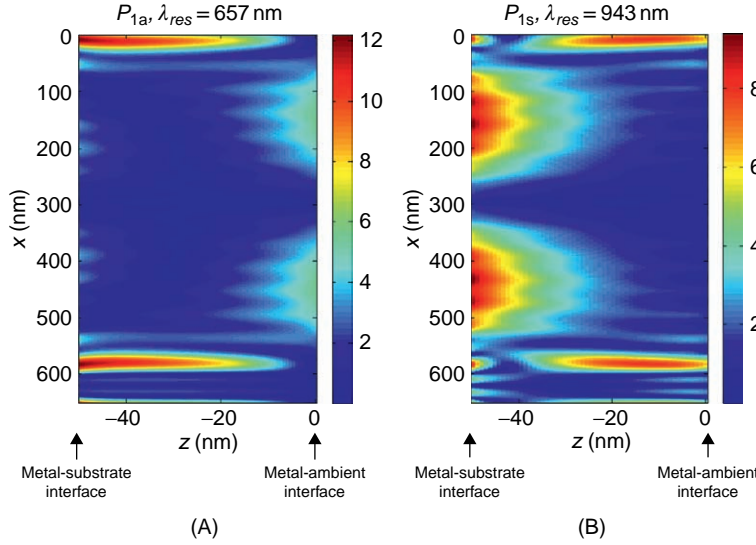 P1a, λres = 657 nm
0
100
200
300
400
500
600
x (nm)
−40
−20
0
z (nm)
12
10
8
6
4
2
Metal-substrate
interface
Metal-ambient
interface
(A)
P1s, λres = 943 nm
0
100
200
300
400
500
600
x (nm)
−40
−20
0
z (nm)
8
6
4
2
Metal-substrate
interface
Metal-ambient
interface
(B)